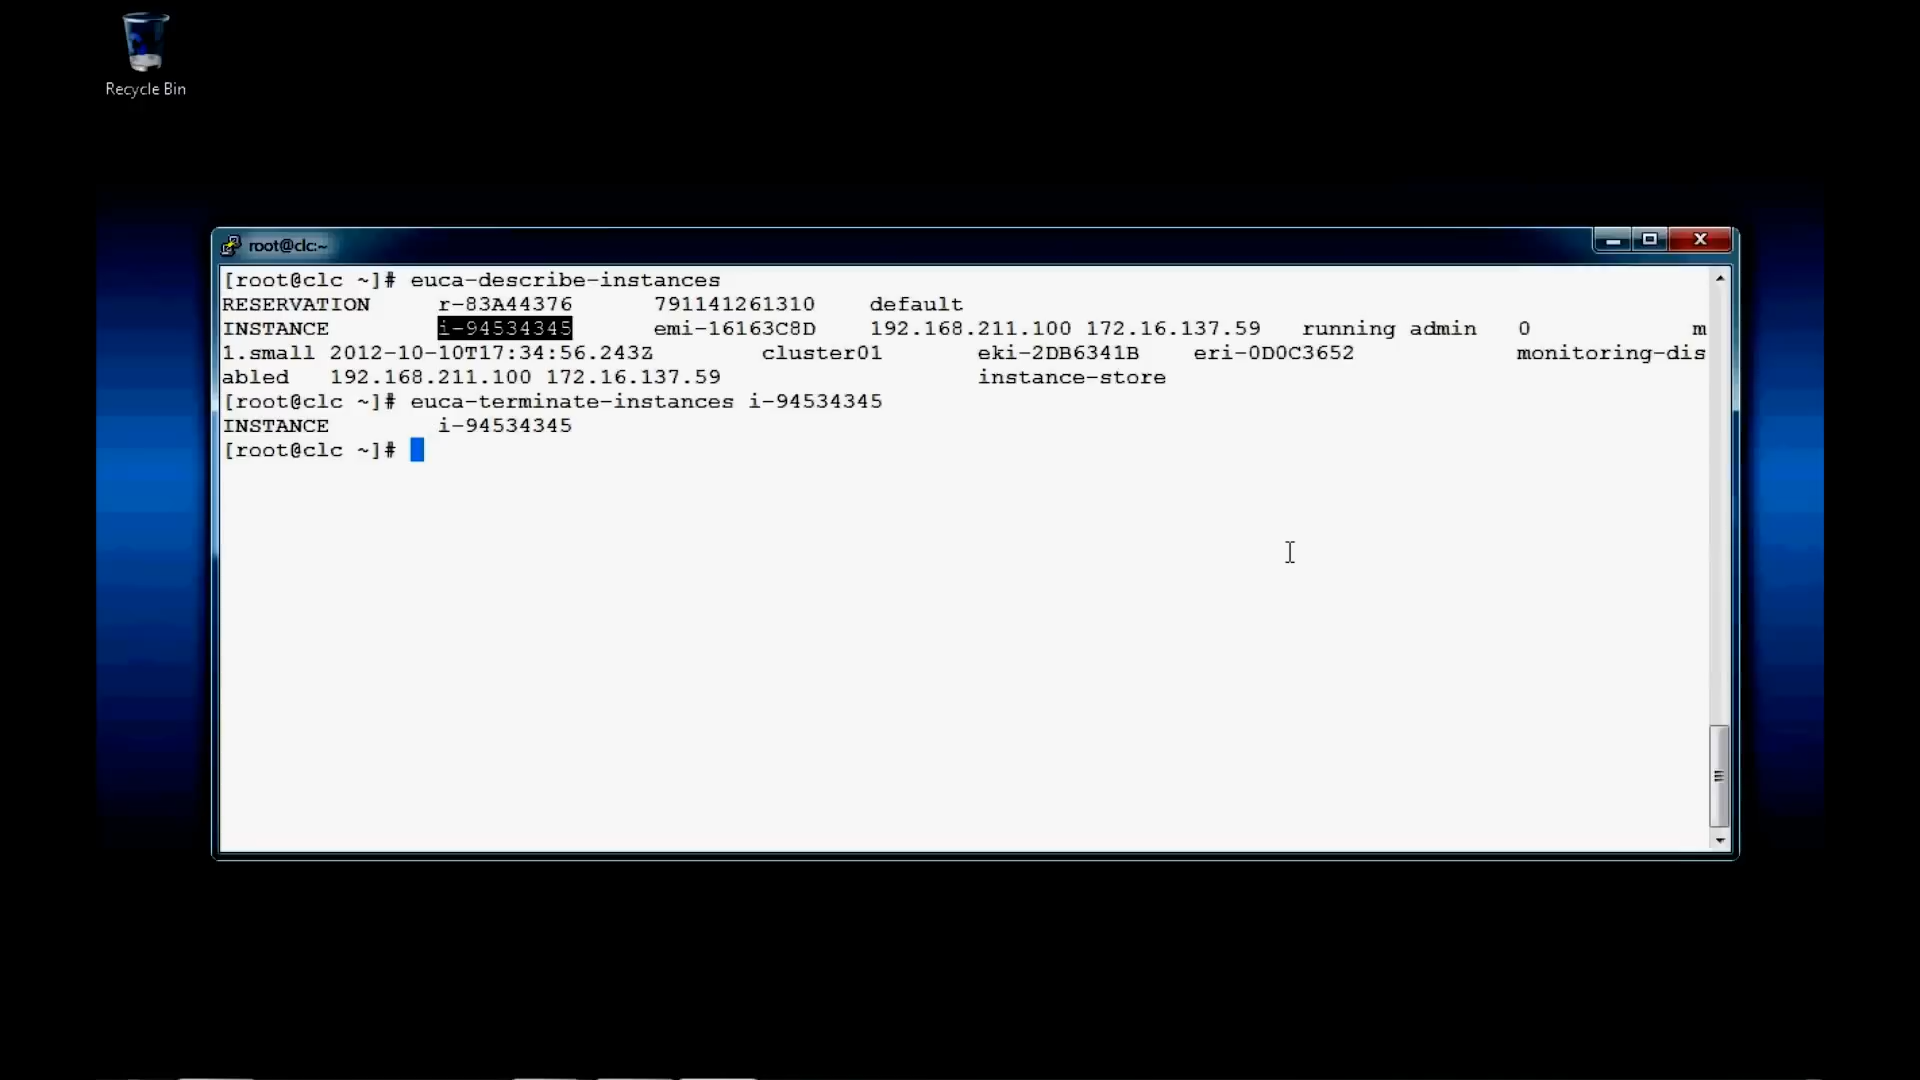 Recycle Bin
root@clc:~
[root@clc ~]# euca-describe-instances
RESERVATION r-83A44376 791141261310 default
INSTANCE i-94534345 emi-16163C8D 192.168.211.100 172.16.137.59 running admin 0 m
1.small 2012-10-10T17:34:56.243Z cluster01 eki-2DB6341B eri-0D0C3652 monitoring-dis
abled 192.168.211.100 172.16.137.59 instance-store
[root@clc ~]# euca-terminate-instances i-94534345
INSTANCE i-94534345
[root@clc ~]#